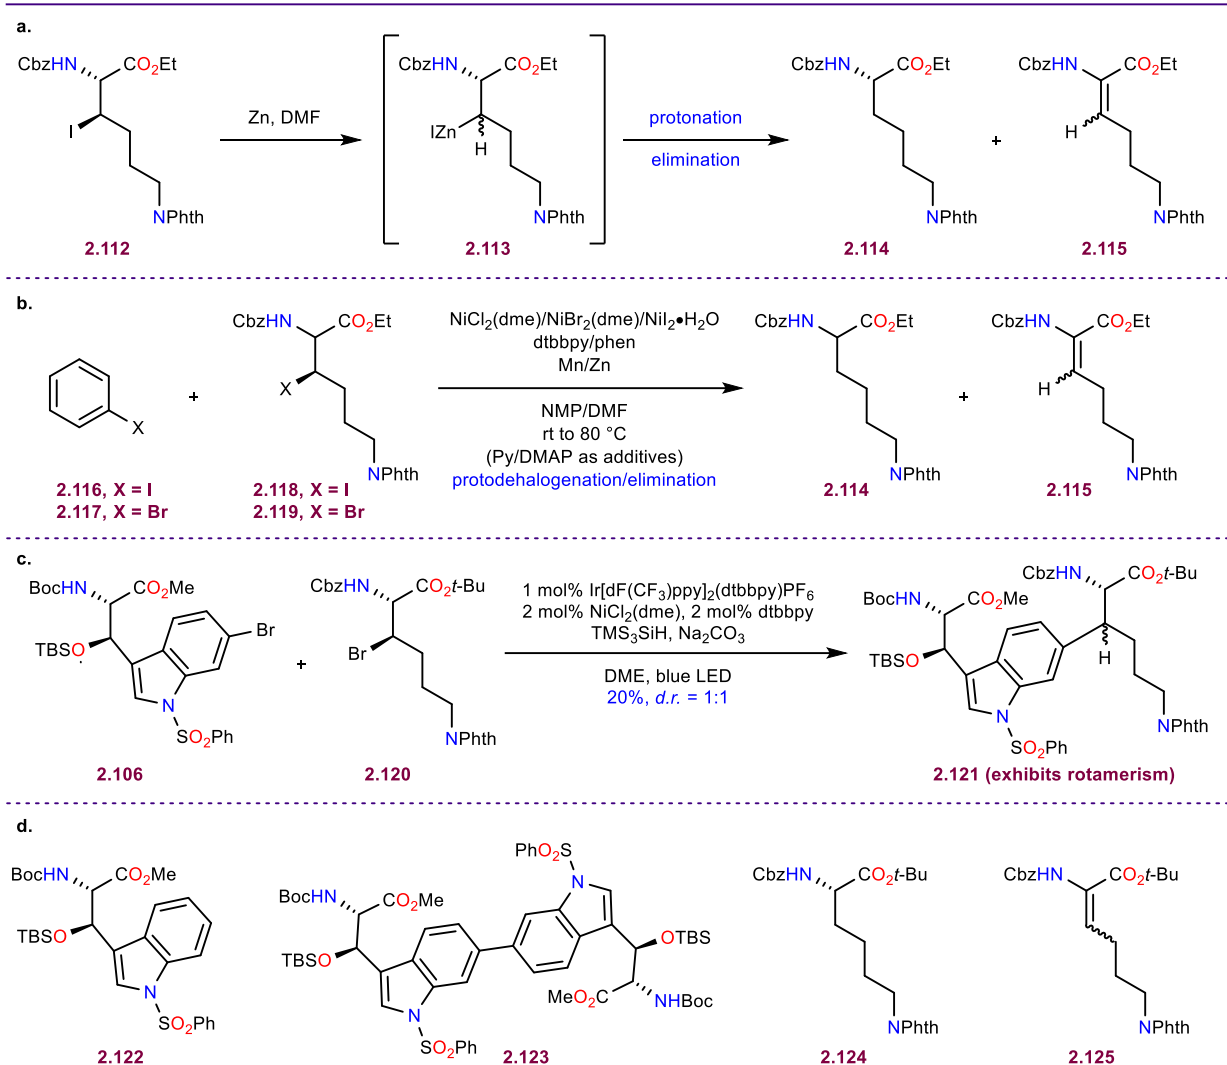 a.
CbzHN
CO2Et
I
NPhth
2.112
Zn, DMF
CbzHN
CO2Et
IZn
H
NPhth
2.113
protonation
elimination
CbzHN
CO2Et
NPhth
2.114
+
CbzHN
CO2Et
H
NPhth
2.115
b.
X
2.116, X = I
2.117, X = Br
+
CbzHN
CO2Et
X
NPhth
2.118, X = I
2.119, X = Br
NiCl2(dme)/NiBr2(dme)/NiI2•H2O
dtbbpy/phen
Mn/Zn
NMP/DMF
rt to 80 °C
(Py/DMAP as additives)
protodehalogenation/elimination
CbzHN
CO2Et
NPhth
2.114
+
CbzHN
CO2Et
H
NPhth
2.115
c.
BocHN
CO2Me
TBSO
Br
N
SO2Ph
2.106
+
CbzHN
CO2t-Bu
Br
NPhth
2.120
1 mol% Ir[dF(CF3)ppy]2(dtbbpy)PF6
2 mol% NiCl2(dme), 2 mol% dtbbpy
TMS3SiH, Na2CO3
DME, blue LED
20%, d.r. = 1:1
CbzHN
CO2t-Bu
BocHN
CO2Me
TBSO
H
N
SO2Ph
NPhth
2.121 (exhibits rotamerism)
d.
BocHN
CO2Me
TBSO
N
SO2Ph
2.122
PhO2S
N
BocHN
CO2Me
OTBS
TBSO
MeO2C
NHBoc
N
SO2Ph
2.123
CbzHN
CO2t-Bu
NPhth
2.124
CbzHN
CO2t-Bu
NPhth
2.125